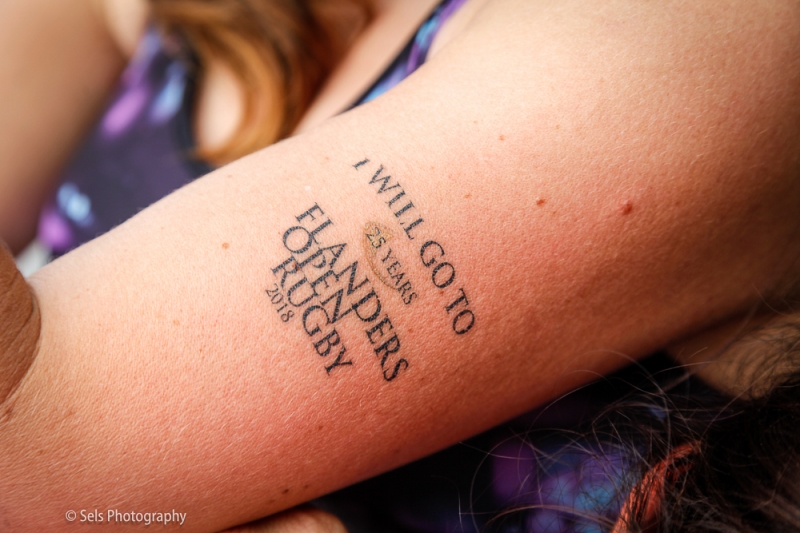 I WILL GO TO
25 YEARS
FLANDERS
OPEN
RUGBY
2018
© Sels Photography